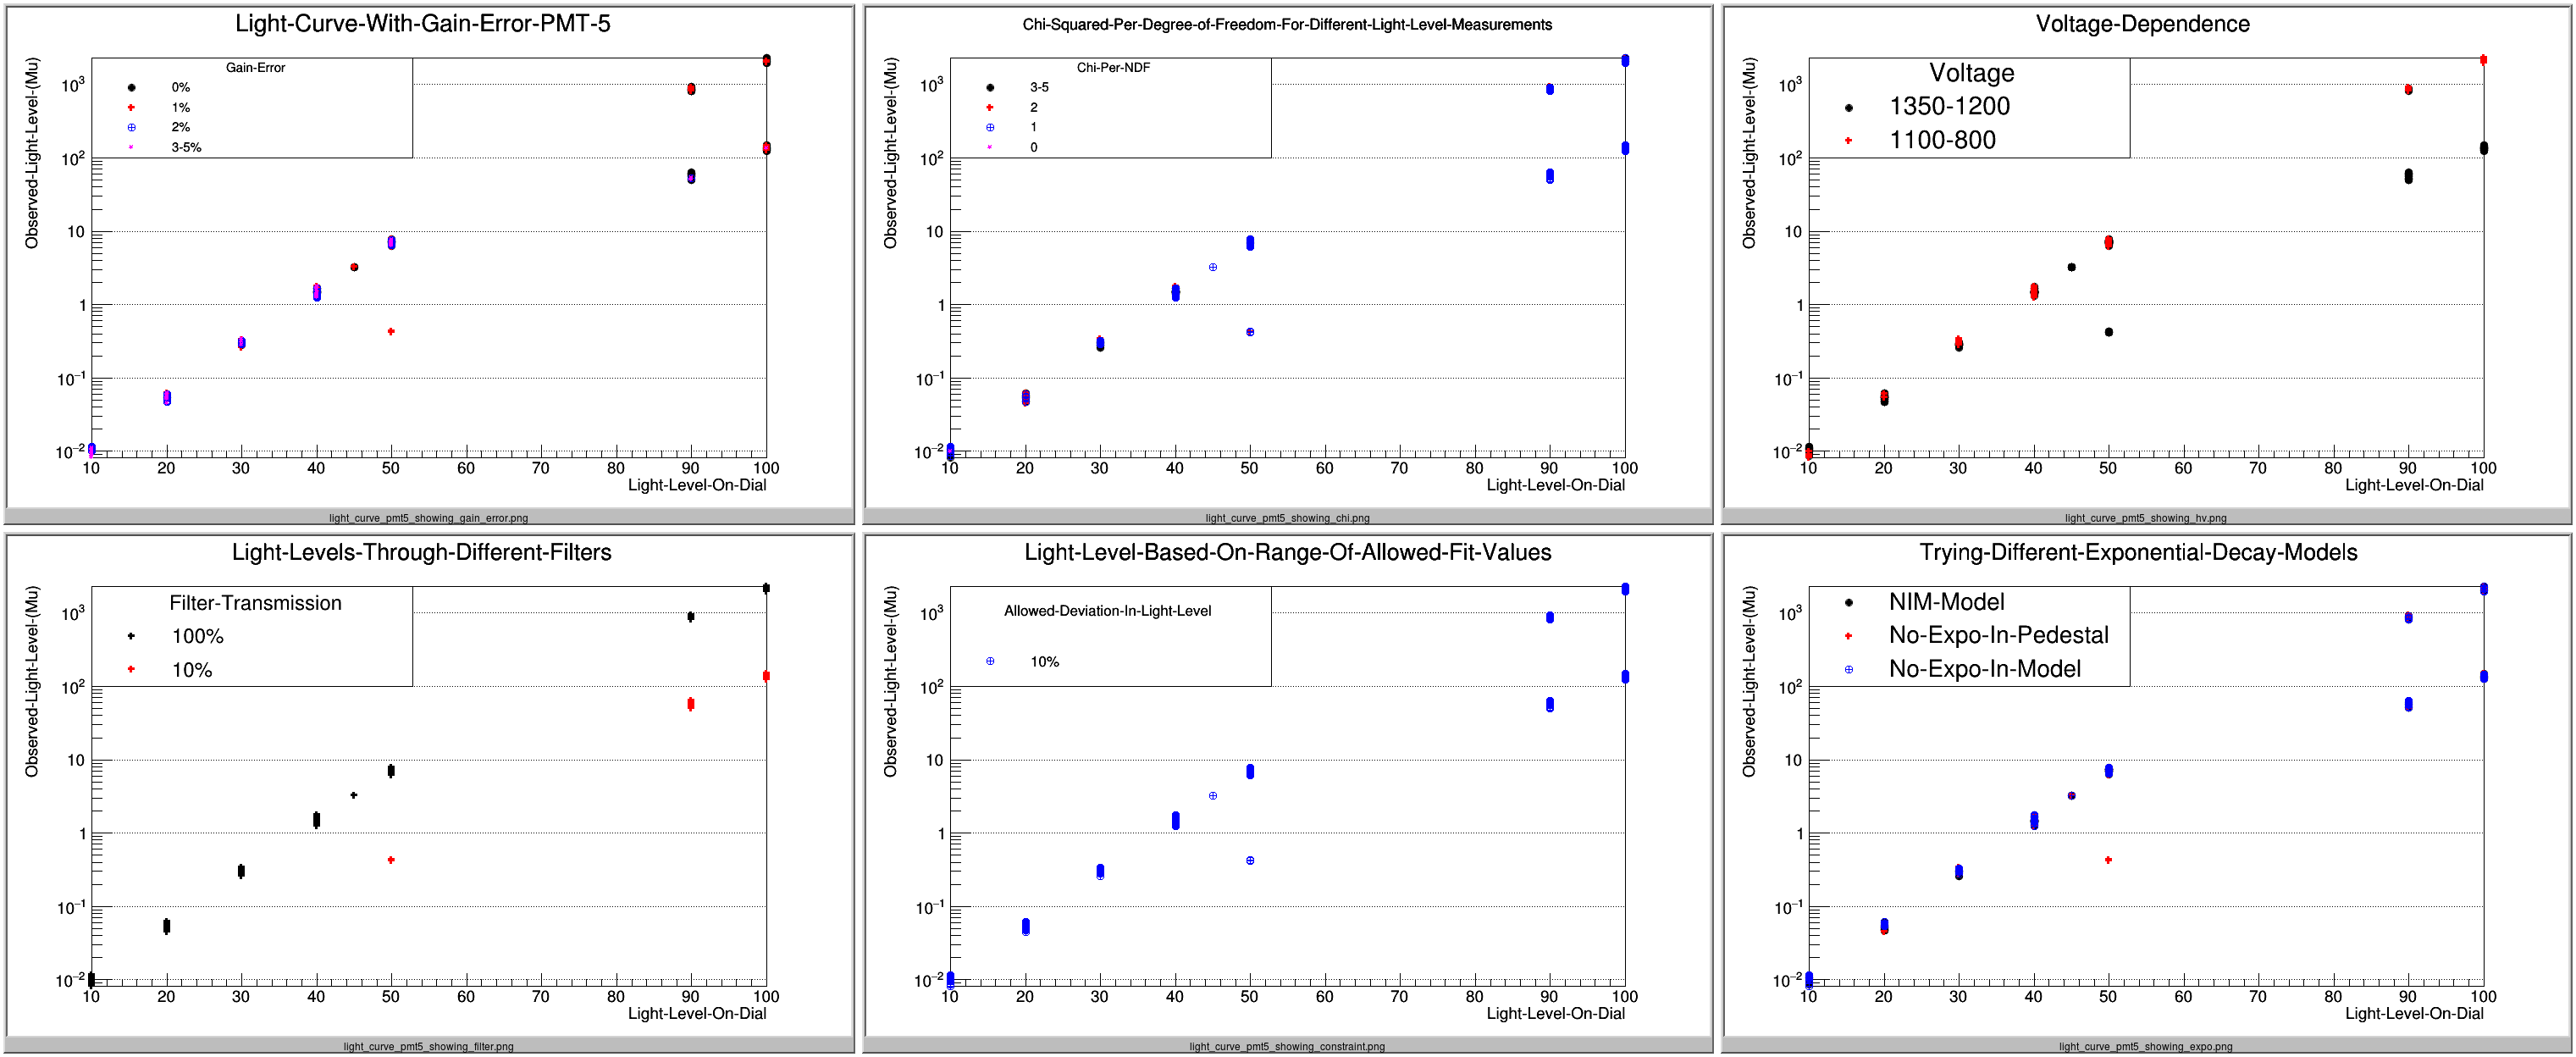 Light-Curve-With-Gain-Error-PMT-5
Observed-Light-Level-(Mu)
Gain-Error
0%
1%
2%
3-5%
10³
10²
10
1
10⁻¹
10⁻²
10 20 30 40 50 60 70 80 90 100
Light-Level-On-Dial
light_curve_pmt5_showing_gain_error.png
Chi-Squared-Per-Degree-of-Freedom-For-Different-Light-Level-Measurements
Observed-Light-Level-(Mu)
Chi-Per-NDF
3-5
2
1
0
10³
10²
10
1
10⁻¹
10⁻²
10 20 30 40 50 60 70 80 90 100
Light-Level-On-Dial
light_curve_pmt5_showing_chi.png
Voltage-Dependence
Observed-Light-Level-(Mu)
Voltage
1350-1200
1100-800
10³
10²
10
1
10⁻¹
10⁻²
10 20 30 40 50 60 70 80 90 100
Light-Level-On-Dial
light_curve_pmt5_showing_hv.png
Light-Levels-Through-Different-Filters
Observed-Light-Level-(Mu)
Filter-Transmission
100%
10%
10³
10²
10
1
10⁻¹
10⁻²
10 20 30 40 50 60 70 80 90 100
Light-Level-On-Dial
light_curve_pmt5_showing_filter.png
Light-Level-Based-On-Range-Of-Allowed-Fit-Values
Observed-Light-Level-(Mu)
Allowed-Deviation-In-Light-Level
10%
10³
10²
10
1
10⁻¹
10⁻²
10 20 30 40 50 60 70 80 90 100
Light-Level-On-Dial
light_curve_pmt5_showing_constraint.png
Trying-Different-Exponential-Decay-Models
Observed-Light-Level-(Mu)
NIM-Model
No-Expo-In-Pedestal
No-Expo-In-Model
10³
10²
10
1
10⁻¹
10⁻²
10 20 30 40 50 60 70 80 90 100
Light-Level-On-Dial
light_curve_pmt5_showing_expo.png